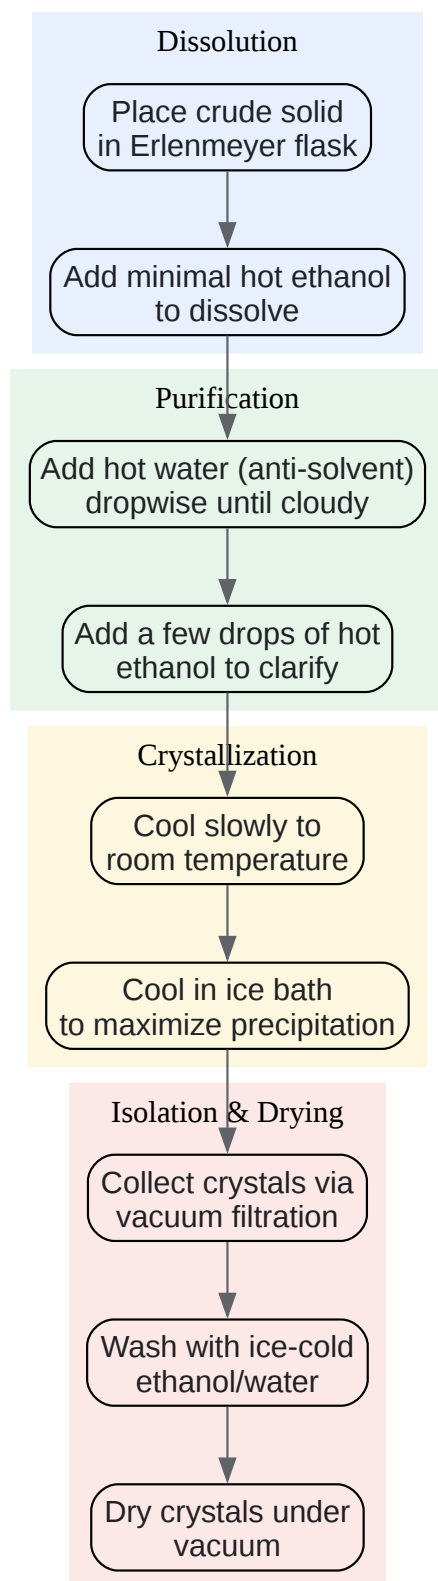 Dissolution
Place crude solid
in Erlenmeyer flask
Add minimal hot ethanol
to dissolve
Purification
Add hot water (anti-solvent)
dropwise until cloudy
Add a few drops of hot
ethanol to clarify
Crystallization
Cool slowly to
room temperature
Cool in ice bath
to maximize precipitation
Isolation & Drying
Collect crystals via
vacuum filtration
Wash with ice-cold
ethanol/water
Dry crystals under
vacuum